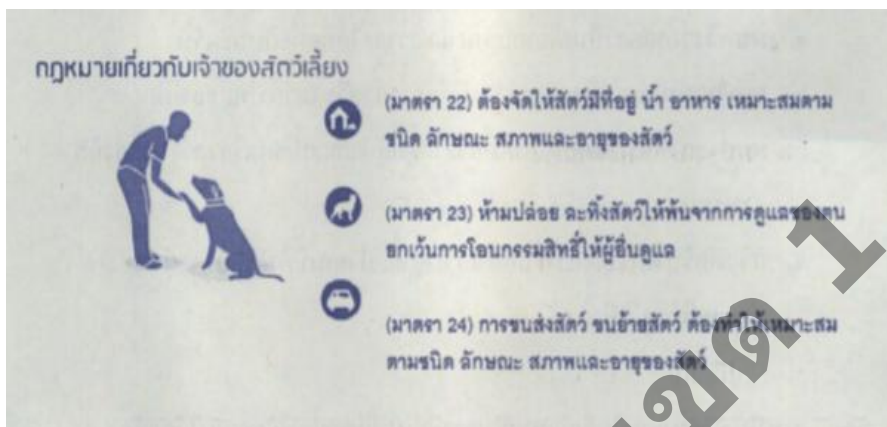 กฎหมายเกี่ยวกับเจ้าของสัตว์เลี้ยง
(มาตรา 22) ต้องจัดให้สัตว์มีที่อยู่ น้ำ อาหาร เหมาะสมตาม
ชนิด ลักษณะ สภาพและอายุของสัตว์
(มาตรา 23) ห้ามปล่อย ละทิ้งสัตว์ให้พ้นจากการดูแลของตน
ยกเว้นการโอนกรรมสิทธิ์ให้ผู้อื่นดูแล
(มาตรา 24) การขนส่งสัตว์ ขนย้ายสัตว์ ต้องทำให้เหมาะสม
ตามชนิด ลักษณะ สภาพและอายุของสัตว์
เขต 1